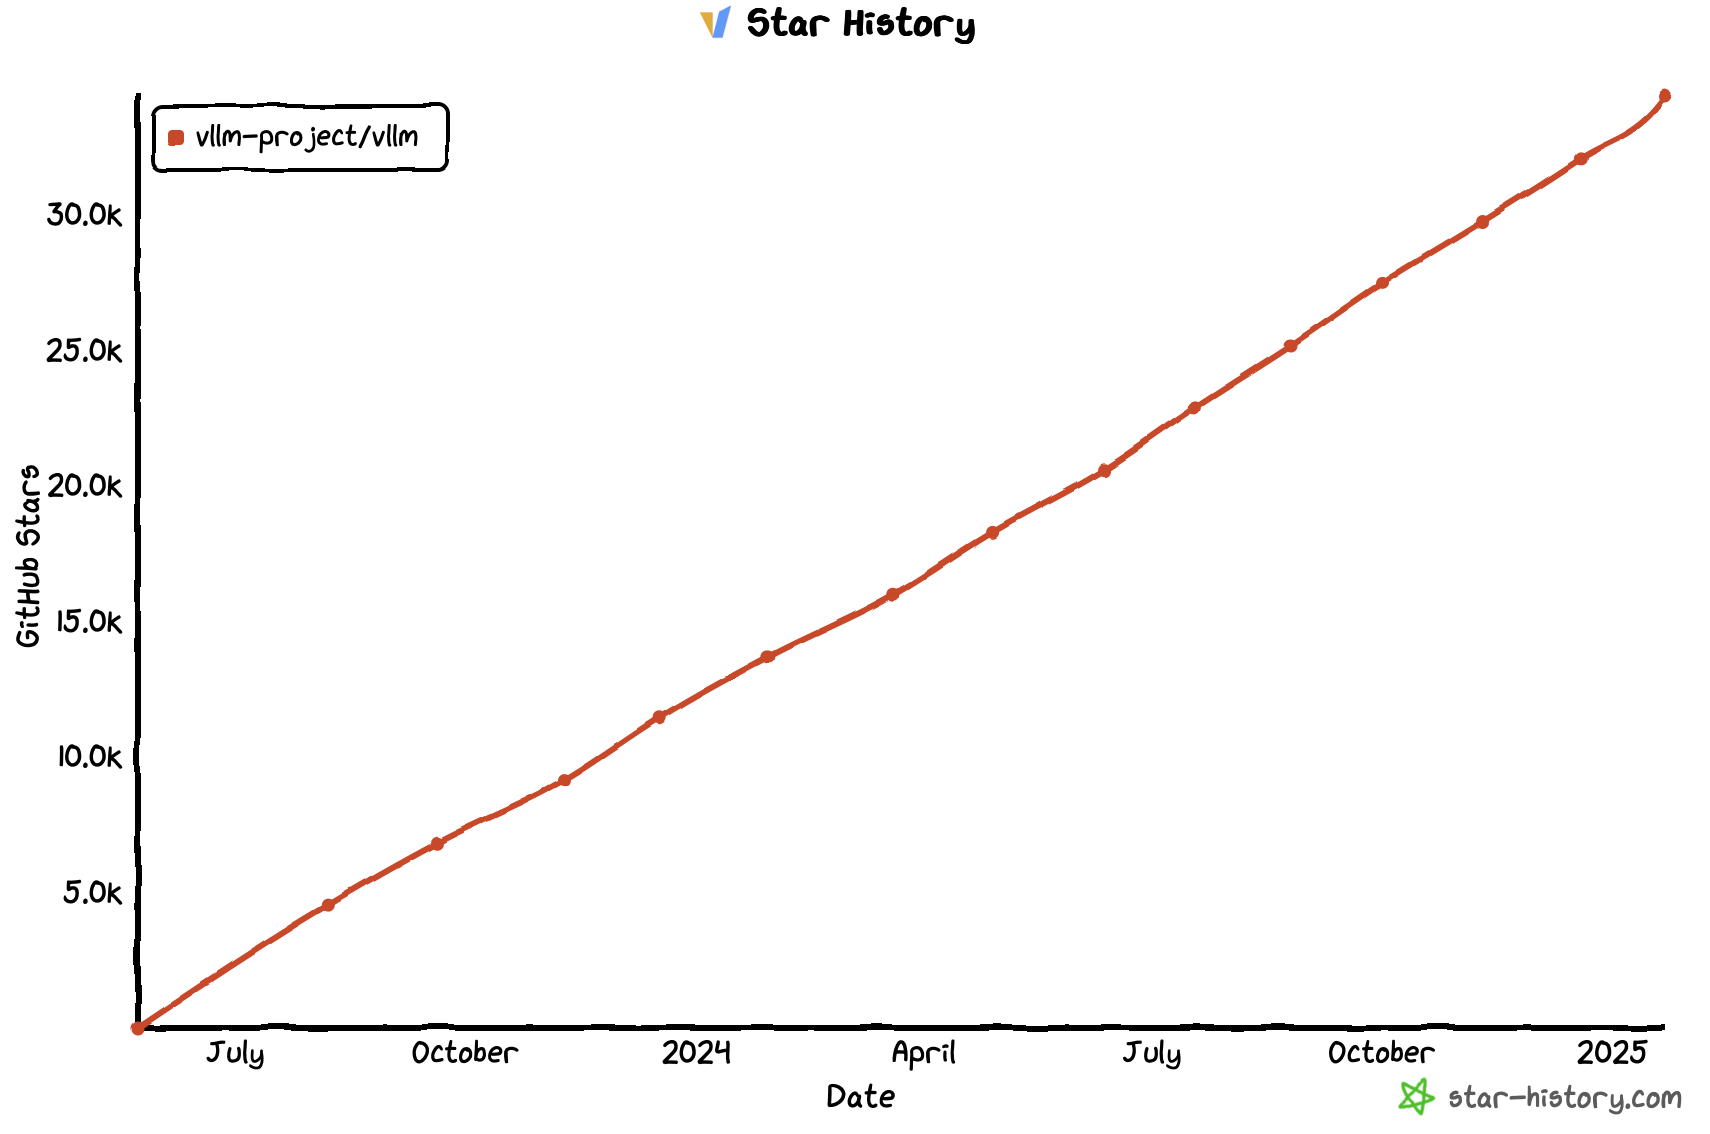 Star History
vllm-project/vllm
30.0K
25.0K
20.0K
15.0K
10.0K
5.0K
GitHub Stars
July
October
2024
April
July
October
2025
Date
star-history.com